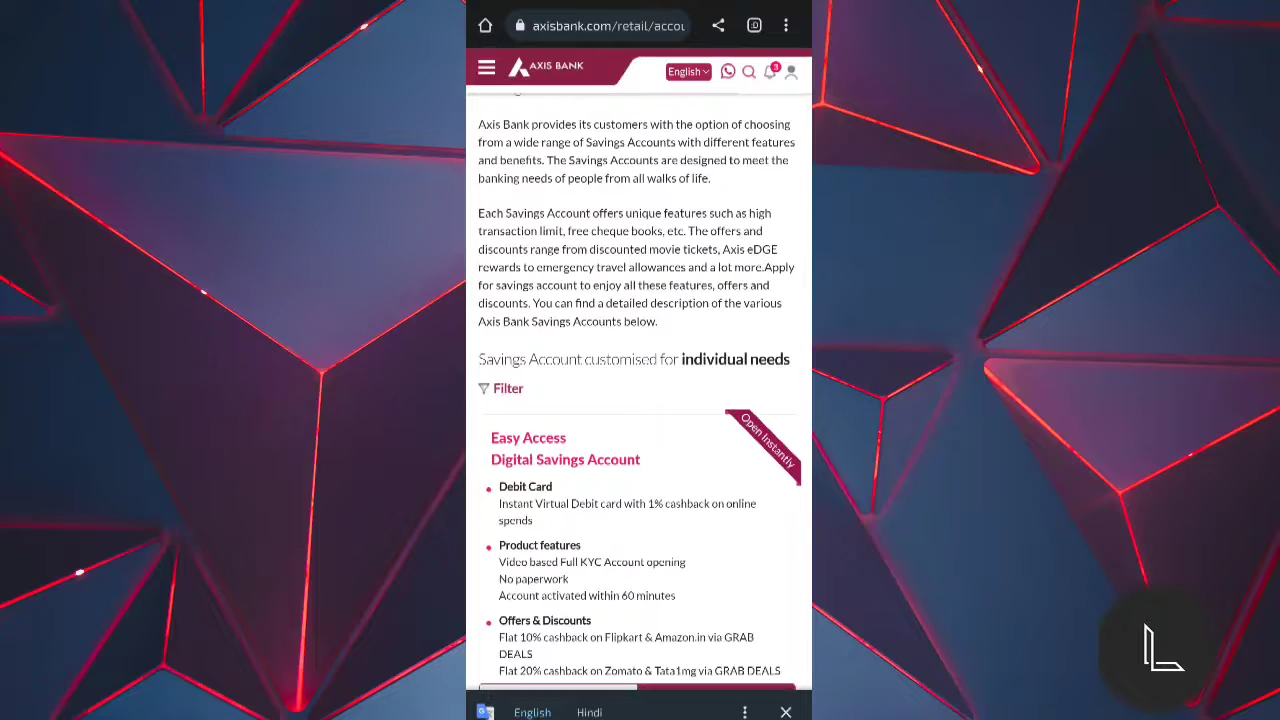 axisbank.com/retail/accou
:D
AXIS BANK
English
3
Axis Bank provides its customers with the option of choosing
from a wide range of Savings Accounts with different features
and benefits. The Savings Accounts are designed to meet the
banking needs of people from all walks of life.
Each Savings Account offers unique features such as high
transaction limit, free cheque books, etc. The offers and
discounts range from discounted movie tickets, Axis eDGE
rewards to emergency travel allowances and a lot more.Apply
for savings account to enjoy all these features, offers and
discounts. You can find a detailed description of the various
Axis Bank Savings Accounts below.
Savings Account customised for individual needs
Filter
Open Instantly
Easy Access
Digital Savings Account
Debit Card
Instant Virtual Debit card with 1% cashback on online
spends
Product features
Video based Full KYC Account opening
No paperwork
Account activated within 60 minutes
Offers & Discounts
Flat 10% cashback on Flipkart & Amazon.in via GRAB
DEALS
Flat 20% cashback on Zomato & Tata1mg via GRAB DEALS
English Hindi